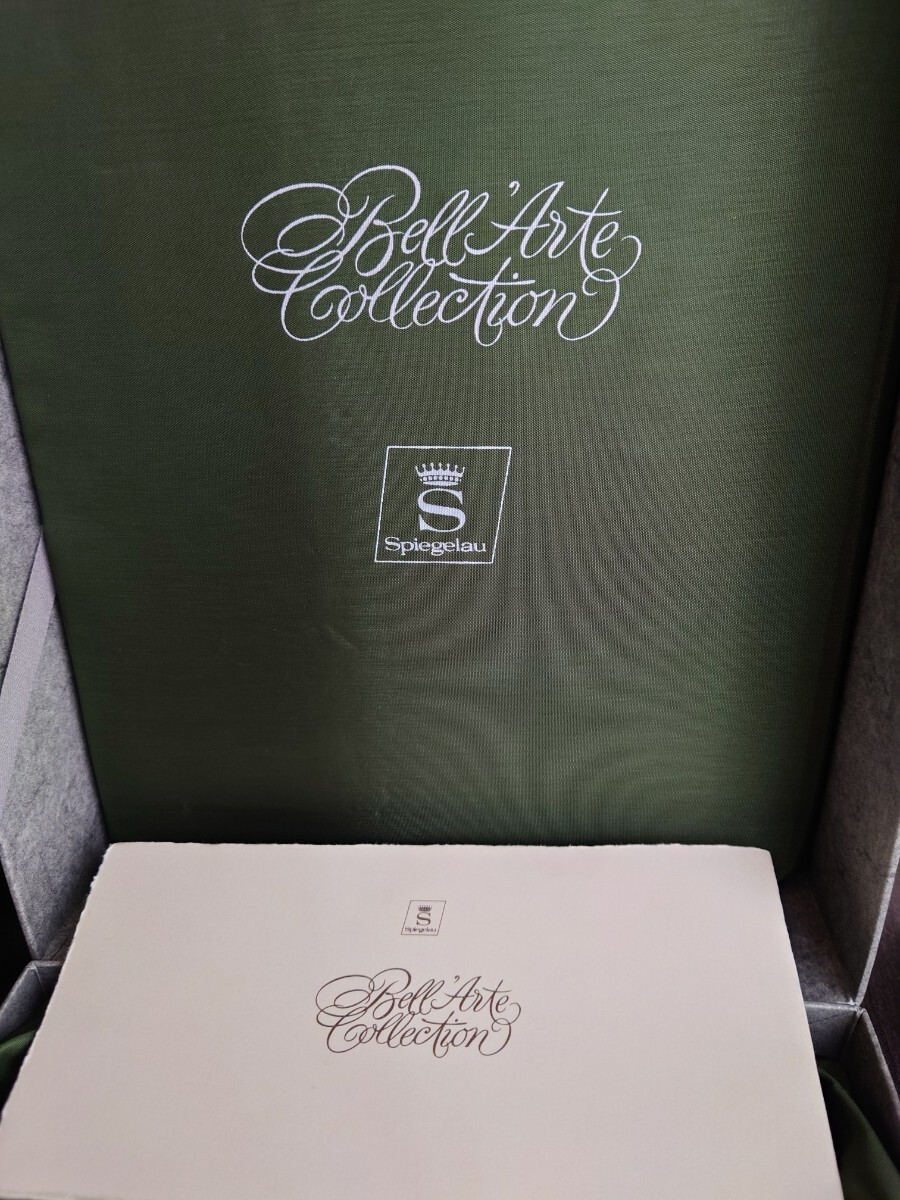 Bell'Arte
Collection
S
Spiegelau
S
Spiegelau
Bell'Arte
Collection